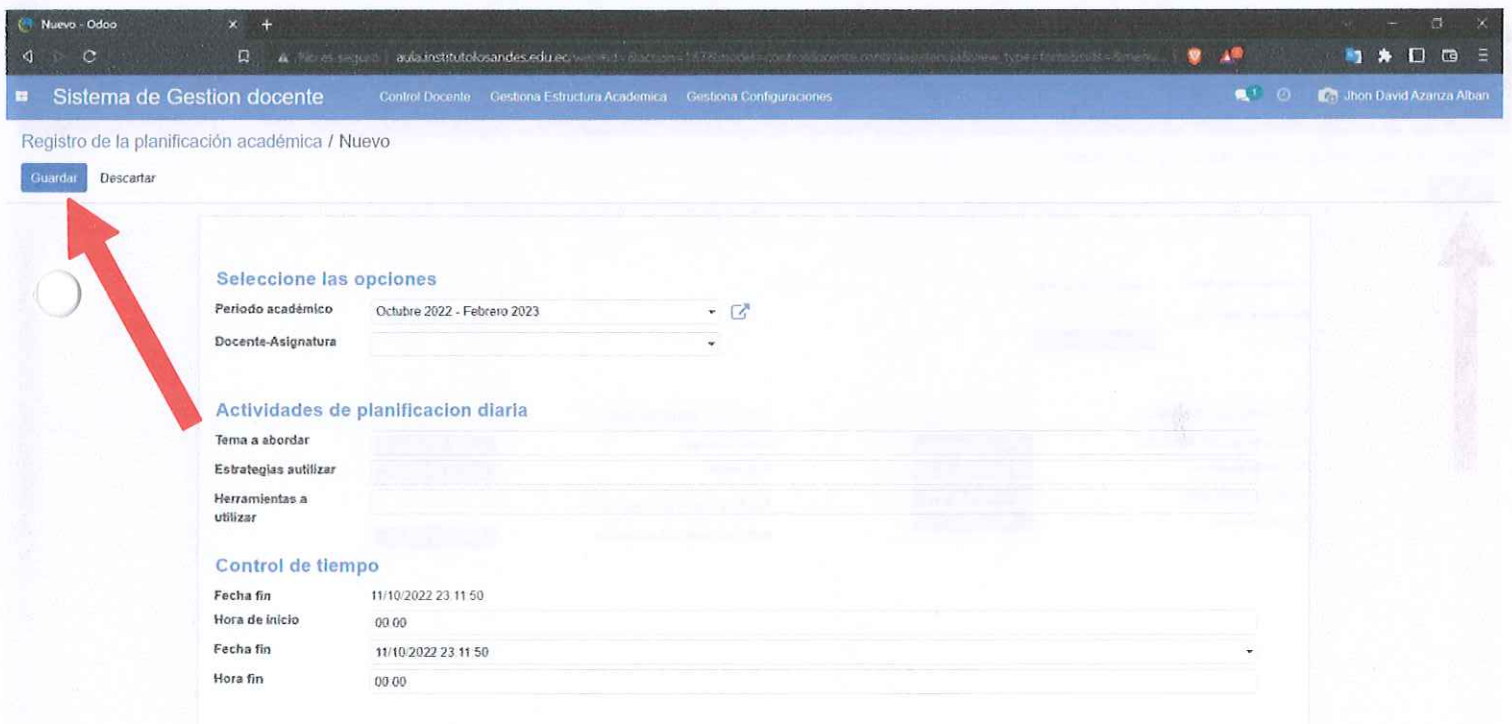 Nuevo - Odoo
No es seguro aula.institutolosandes.edu.ec
Sistema de Gestion docente Control Docente Gestiona Estructura Academica Gestiona Configuraciones 1 Jhon David Azanza Alban
Registro de la planificación académica / Nuevo
Guardar Descartar
Seleccione las opciones
Periodo académico Octubre 2022 - Febrero 2023
Docente-Asignatura
Actividades de planificacion diaria
Tema a abordar
Estrategias autilizar
Herramientas a
utilizar
Control de tiempo
Fecha fin 11/10/2022 23 11 50
Hora de inicio 00 00
Fecha fin 11/10/2022 23 11 50
Hora fin 00 00